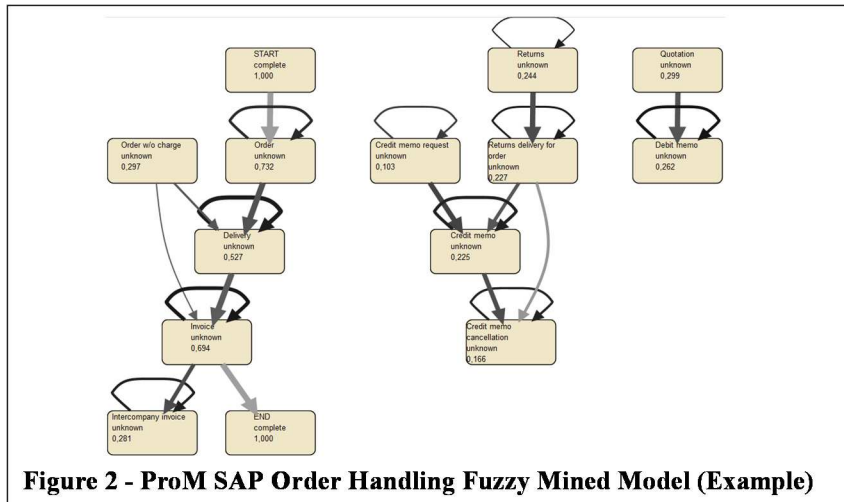 START
complete
1,000
Returns
unknown
0,244
Quotation
unknown
0,299
Order w/o charge
unknown
0,297
Order
unknown
0,732
Credit memo request
unknown
0,103
Returns delivery for
order
unknown
0,227
Debit memo
unknown
0,262
Delivery
unknown
0,527
Credit memo
unknown
0,225
Invoice
unknown
0,694
Credit memo
cancellation
unknown
0,166
Intercompany invoice
unknown
0,281
END
complete
1,000
Figure 2 - ProM SAP Order Handling Fuzzy Mined Model (Example)